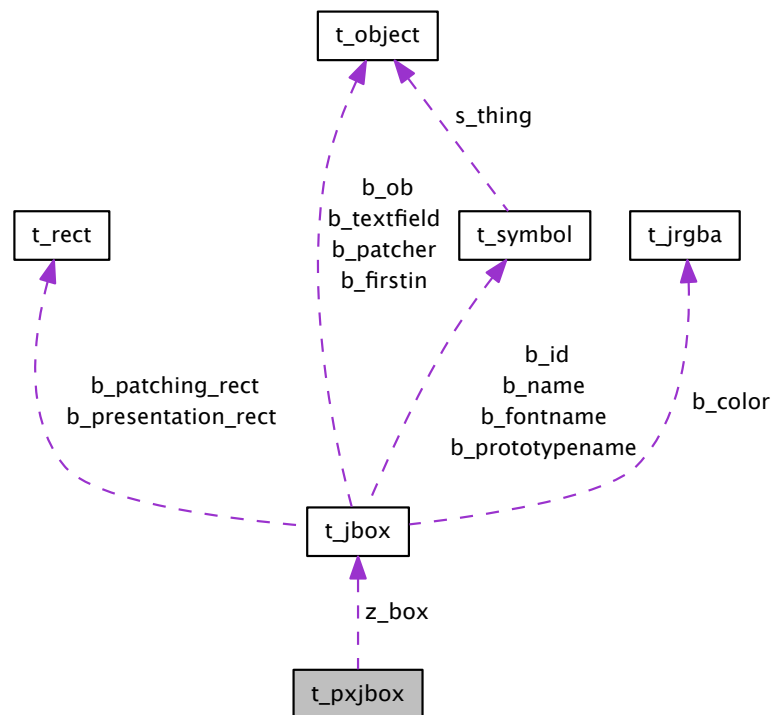 t_object
s_thing
b_ob
b_textfield
b_patcher
b_firstin
t_rect
t_symbol
t_jrgba
b_id
b_name
b_fontname
b_prototypename
b_patching_rect
b_presentation_rect
b_color
t_jbox
z_box
t_pxjbox